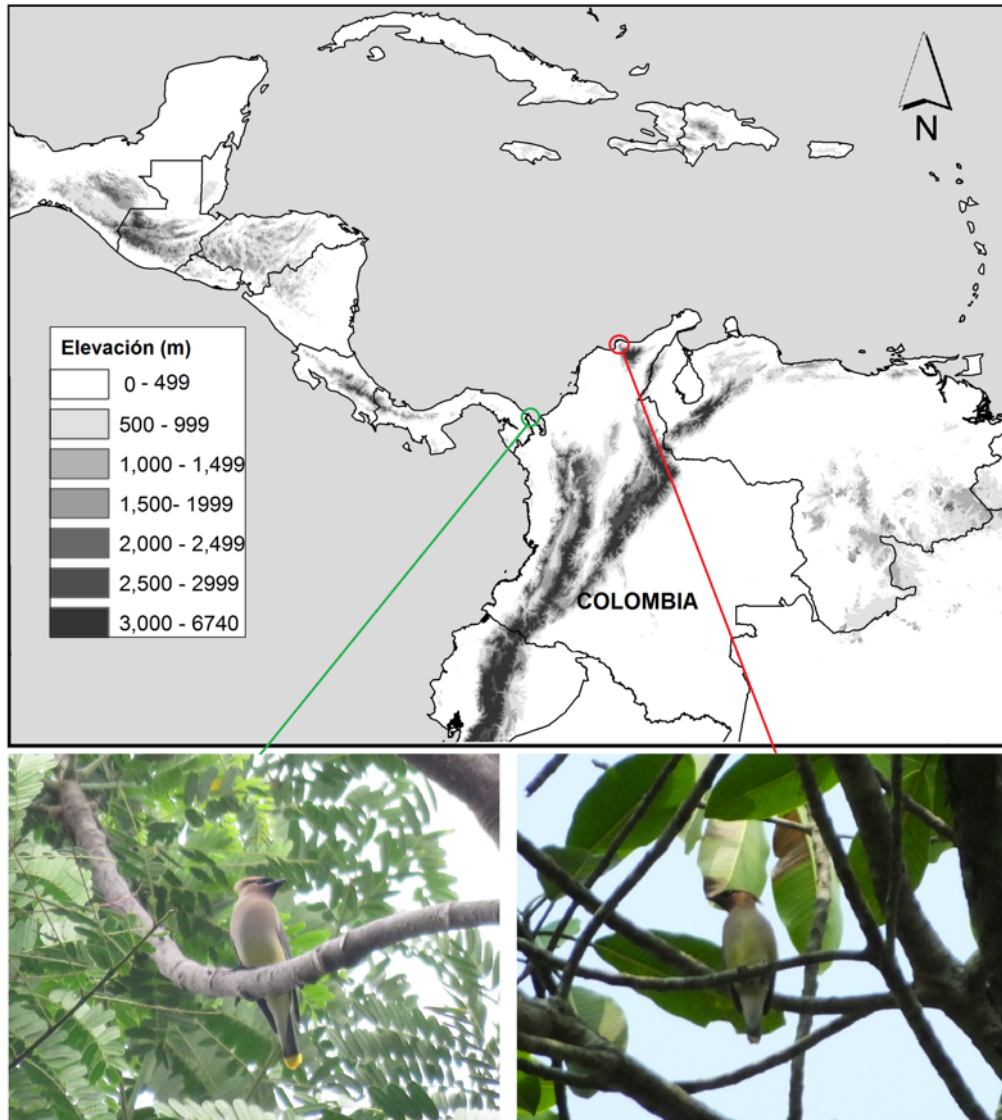 N
Elevación (m)
0 - 499
500 - 999
1,000 - 1,499
1,500- 1999
2,000 - 2,499
2,500 - 2999
3,000 - 6740
COLOMBIA